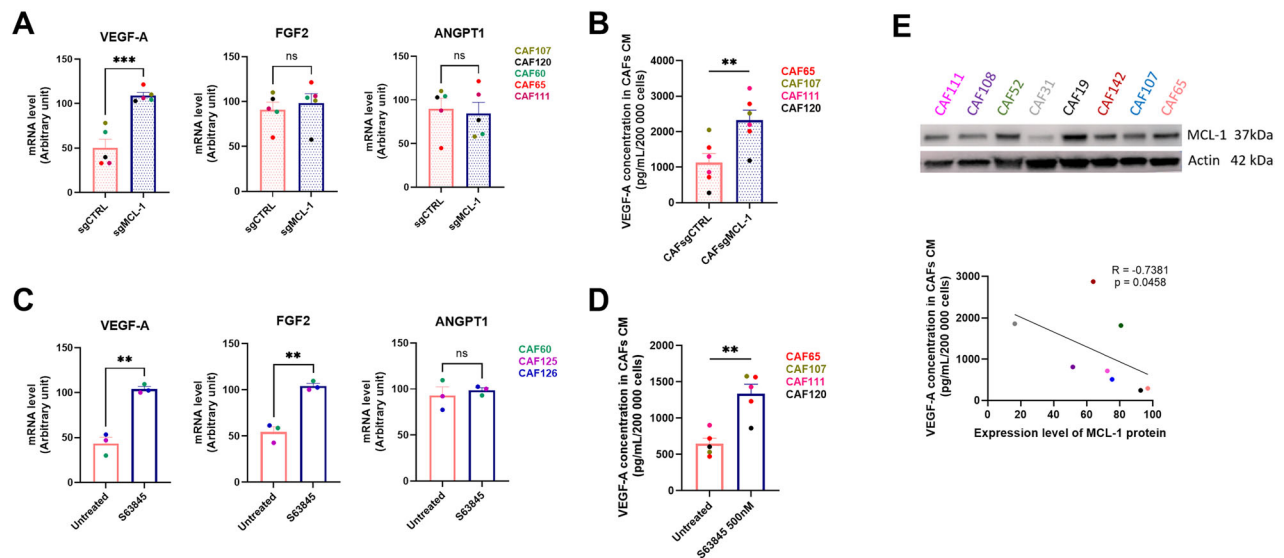 A
VEGF-A
mRNA level
(Arbitrary unit)
150
100
50
0
***
sgCTRL
sgMCL-1
FGF2
mRNA level
(Arbitrary unit)
150
100
50
0
ns
sgCTRL
sgMCL-1
ANGPT1
mRNA level
(Arbitrary unit)
150
100
50
0
ns
sgCTRL
sgMCL-1
CAF107
CAF120
CAF60
CAF65
CAF111
B
VEGF-A concentration in CAFs CM
(pg/mL/200 000 cells)
4000
3000
2000
1000
0
**
CAFsgCTRL
CAFsgMCL-1
CAF65
CAF107
CAF111
CAF120
C
VEGF-A
mRNA level
(Arbitrary unit)
150
100
50
0
**
Untreated
S63845
FGF2
mRNA level
(Arbitrary unit)
150
100
50
0
**
Untreated
S63845
ANGPT1
mRNA level
(Arbitrary unit)
150
100
50
0
ns
Untreated
S63845
CAF60
CAF125
CAF126
D
VEGF-A concentration in CAFs CM
(pg/mL/200 000 cells)
2000
1500
1000
500
0
**
Untreated
S63845 500nM
CAF65
CAF107
CAF111
CAF120
E
CAF111
CAF108
CAF52
CAF31
CAF19
CAF142
CAF107
CAF65
MCL-1 37kDa
Actin 42 kDa
VEGF-A concentration in CAFs CM
(pg/mL/200 000 cells)
3000
2000
1000
0
R = -0.7381
p = 0.0458
0
20
40
60
80
100
Expression level of MCL-1 protein